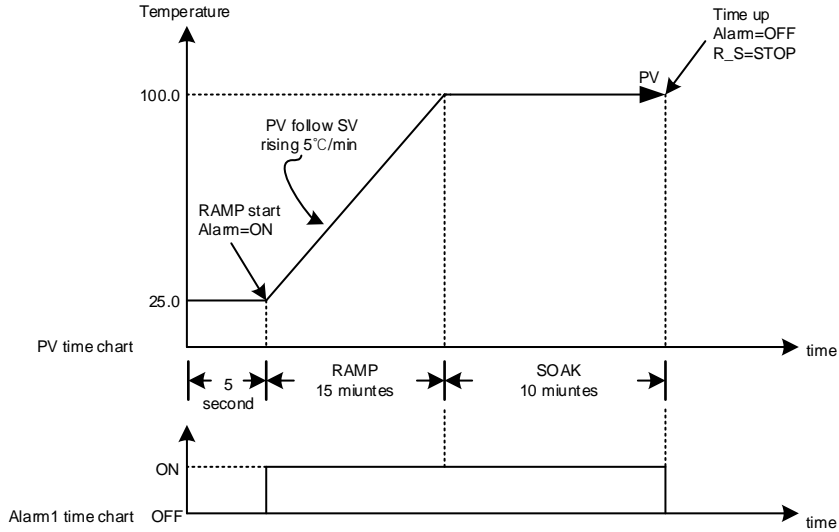 Temperature
Time up
Alarm=OFF
R_S=STOP
PV
100.0
PV follow SV
rising 5℃/min
RAMP start
Alarm=ON
25.0
PV time chart
time
5
second
RAMP
15 miuntes
SOAK
10 miuntes
ON
Alarm1 time chart
OFF
time